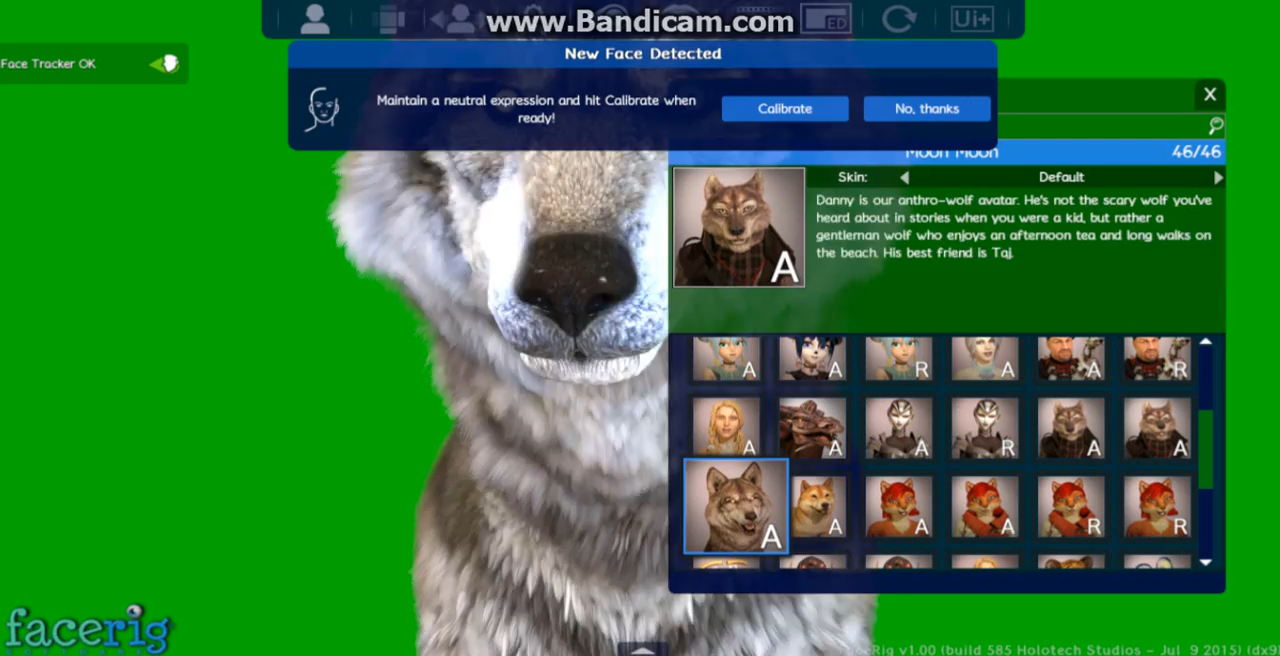 www.Bandicam.com
ED
Ui+
New Face Detected
Face Tracker OK
Maintain a neutral expression and hit Calibrate when
ready!
Calibrate
No, thanks
X
Moon Moon
46/46
Skin:
Default
Danny is our anthro-wolf avatar. He's not the scary wolf you've
heard about in stories when you were a kid, but rather a
gentleman wolf who enjoys an afternoon tea and long walks on
the beach. His best friend is Taj.
A
A A R A A R
A A A R A A
A A A A R R
facerig
Rig v1.00 (build 585 Holotech Studios - Jul 9 2015) (dx9